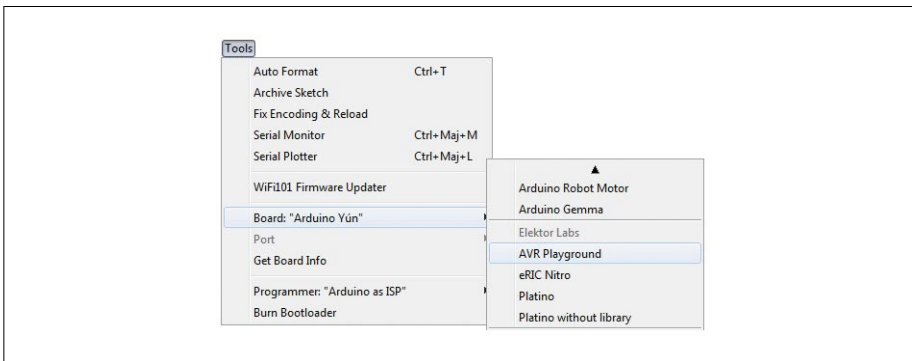 Tools
Auto Format Ctrl+T
Archive Sketch
Fix Encoding & Reload
Serial Monitor Ctrl+Maj+M
Serial Plotter Ctrl+Maj+L
WiFi101 Firmware Updater
Board: "Arduino Yún"
Port
Get Board Info
Programmer: "Arduino as ISP"
Burn Bootloader
Arduino Robot Motor
Arduino Gemma
Elektor Labs
AVR Playground
eRIC Nitro
Platino
Platino without library